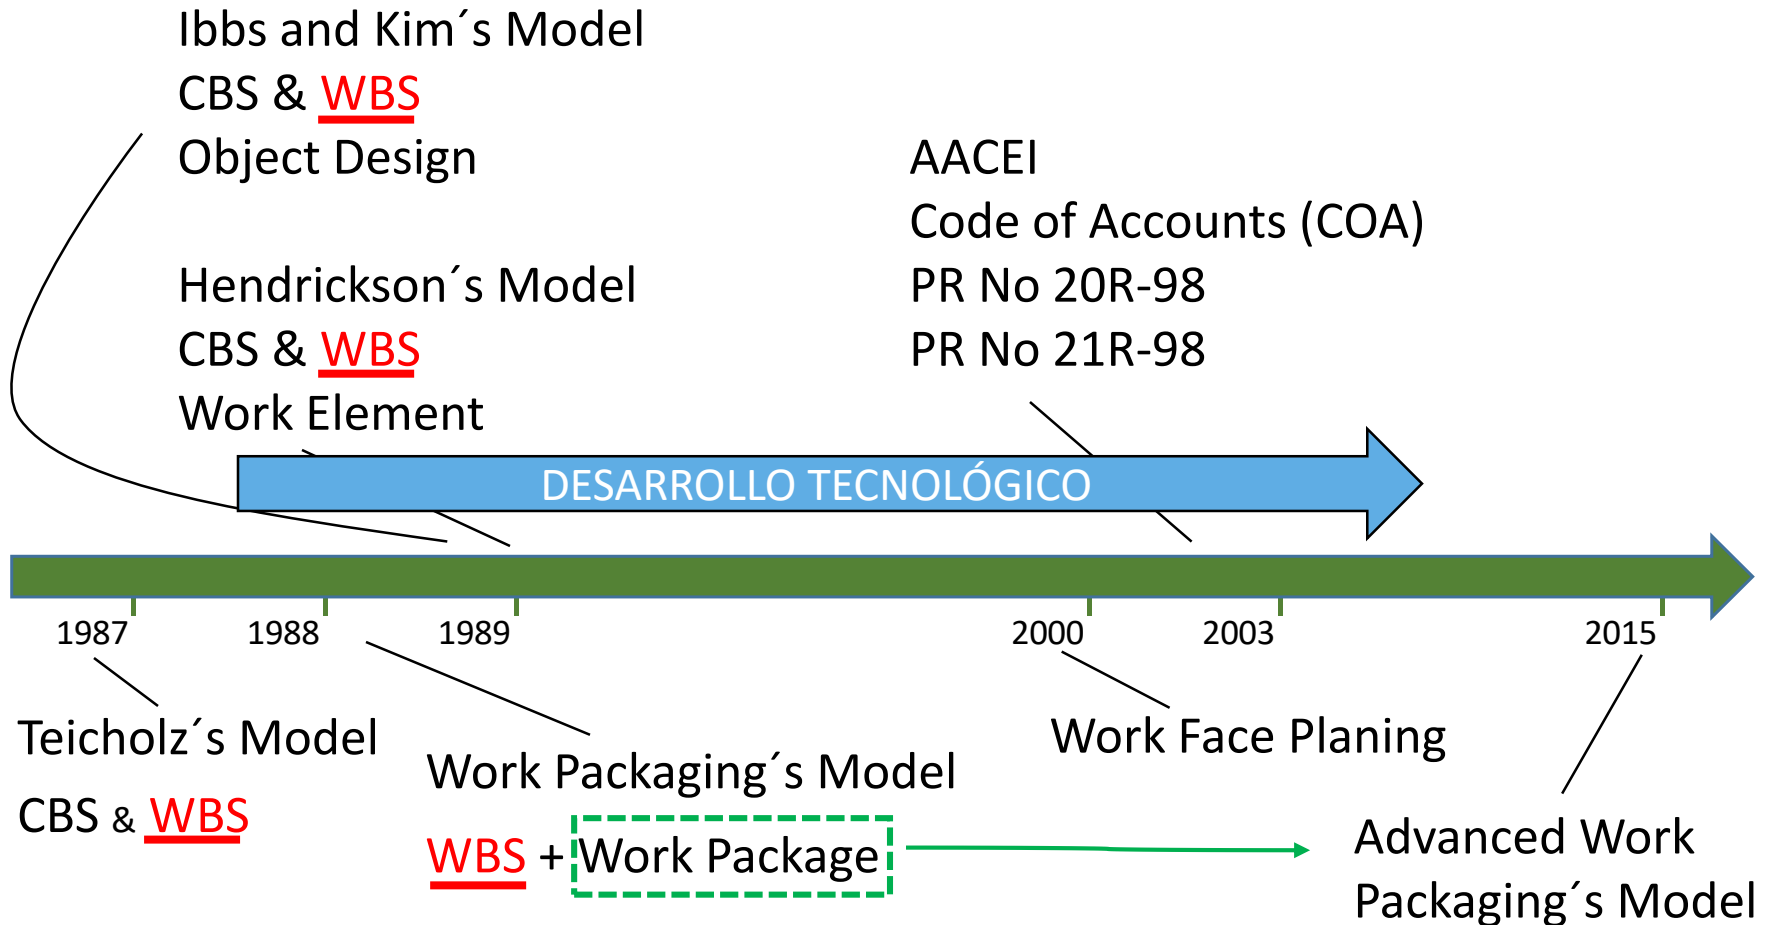 Ibbs and Kim´s Model
CBS & WBS
Object Design
Hendrickson´s Model
CBS & WBS
Work Element
AACEI
Code of Accounts (COA)
PR No 20R-98
PR No 21R-98
DESARROLLO TECNOLÓGICO
1987
1988
1989
2000
2003
2015
Teicholz´s Model
CBS & WBS
Work Packaging´s Model
WBS + Work Package
Work Face Planing
Advanced Work
Packaging´s Model